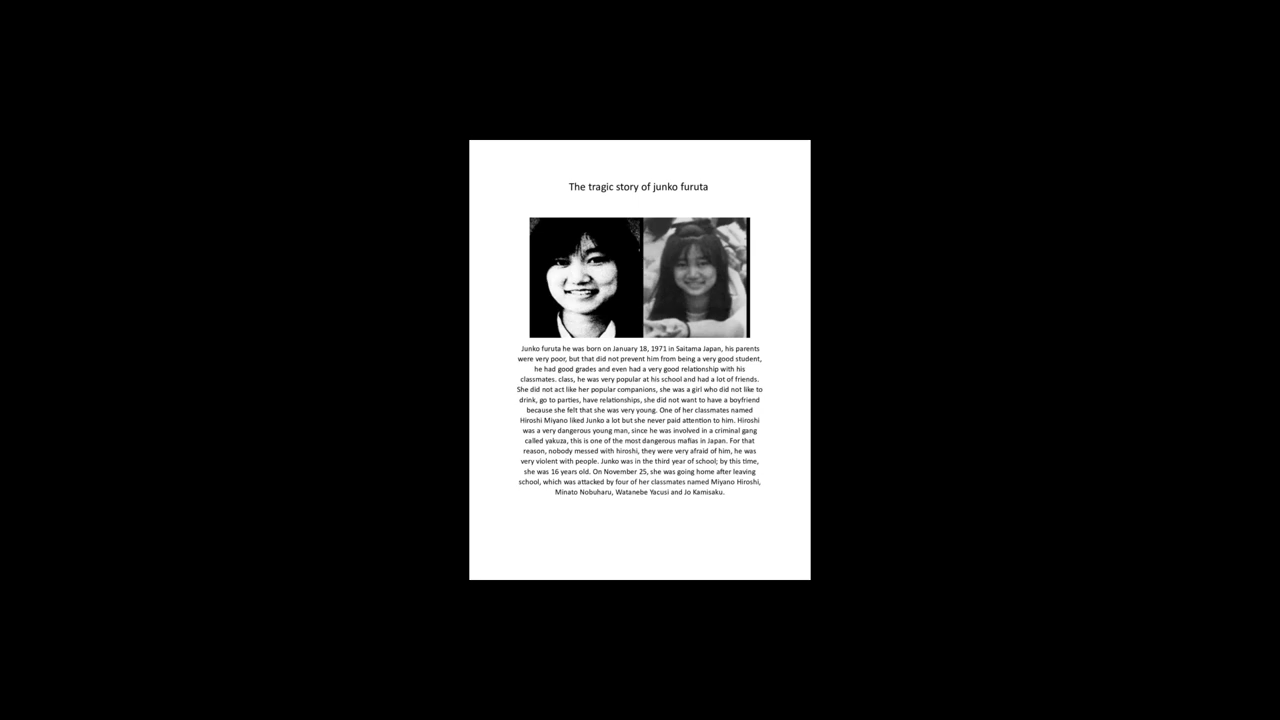 The tragic story of junko furuta
Junko furuta he was born on January 18, 1971 in Saitama Japan, his parents
were very poor, but that did not prevent him from being a very good student,
he had good grades and even had a very good relationship with his
classmates. class, he was very popular at his school and had a lot of friends.
She did not act like her popular companions, she was a girl who did not like to
drink, go to parties, have relationships, she did not want to have a boyfriend
because she felt that she was very young. One of her classmates named
Hiroshi Miyano liked Junko a lot but she never paid attention to him. Hiroshi
was a very dangerous young man, since he was involved in a criminal gang
called yakuza, this is one of the most dangerous mafias in Japan. For that
reason, nobody messed with hiroshi, they were very afraid of him, he was
very violent with people. Junko was in the third year of school; by this time,
she was 16 years old. On November 25, she was going home after leaving
school, which was attacked by four of her classmates named Miyano Hiroshi,
Minato Nobuharu, Watanebe Yacusi and Jo Kamisaku.